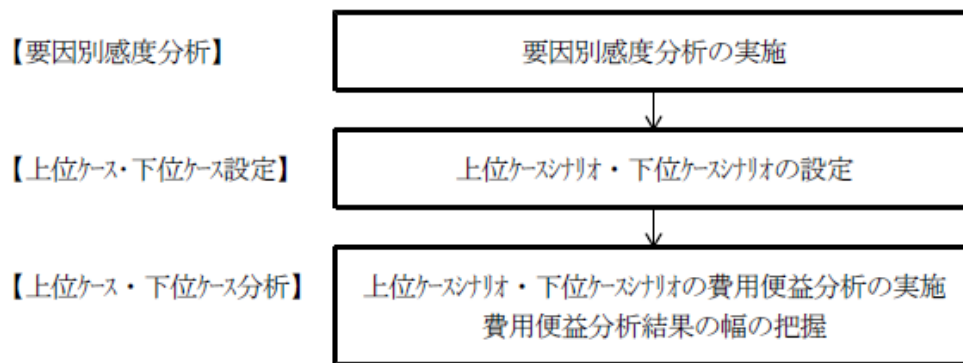 【要因別感度分析】
要因別感度分析の実施
【上位ｹｰｽ・下位ｹｰｽ設定】
上位ｹｰｽｼﾅﾘｵ・下位ｹｰｽｼﾅﾘｵの設定
【上位ｹｰｽ・下位ｹｰｽ分析】
上位ｹｰｽｼﾅﾘｵ・下位ｹｰｽｼﾅﾘｵの費用便益分析の実施
費用便益分析結果の幅の把握